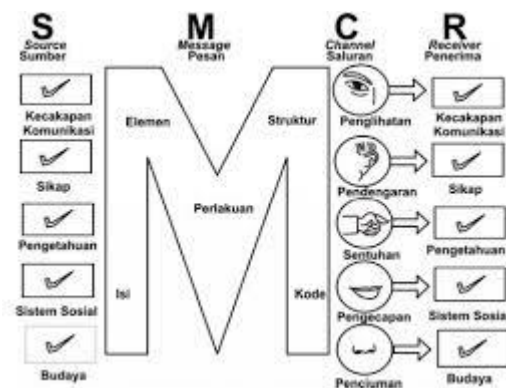 S M C R
Source Message Channel Receiver
Sumber Pesan Saluran Penerima
Kecakapan
Komunikasi
Sikap
Pengetahuan
Sistem Sosial
Budaya
Elemen Struktur
Perlakuan
Isi Kode
Penglihatan
Pendengaran
Sentuhan
Pengecapan
Penciuman
Kecakapan
Komunikasi
Sikap
Pengetahuan
Sistem Sosial
Budaya